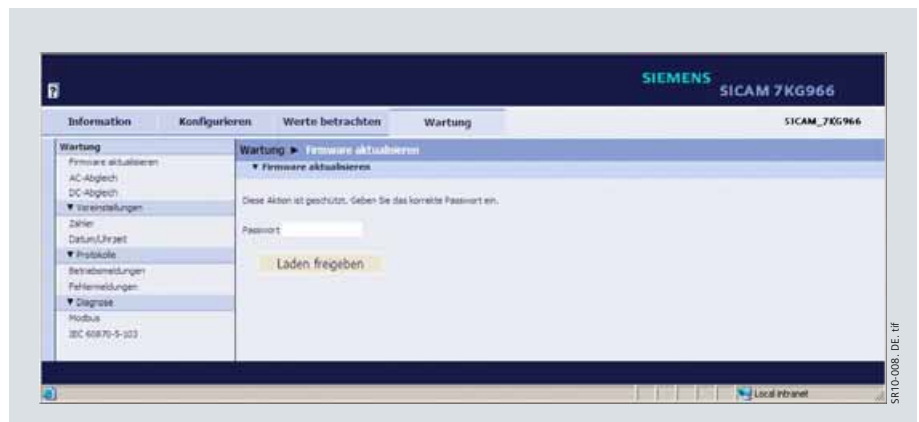 ?
SIEMENS
SICAM 7KG966
Information Konfigurieren Werte betrachten Wartung SICAM_7KG966
Wartung
Firmware aktualisieren
AC-Abgleich
DC-Abgleich
▼ Voreinstellungen
Zähler
Datum/Uhrzeit
▼ Protokolle
Betriebsmeldungen
Fehlermeldungen
▼ Diagnose
Modbus
IEC 60870-5-103
Wartung ► Firmware aktualisieren
▼ Firmware aktualisieren
Diese Aktion ist geschützt. Geben Sie das korrekte Passwort ein.
Passwort
Laden freigeben
Local intranet
SR10-008. DE. tif